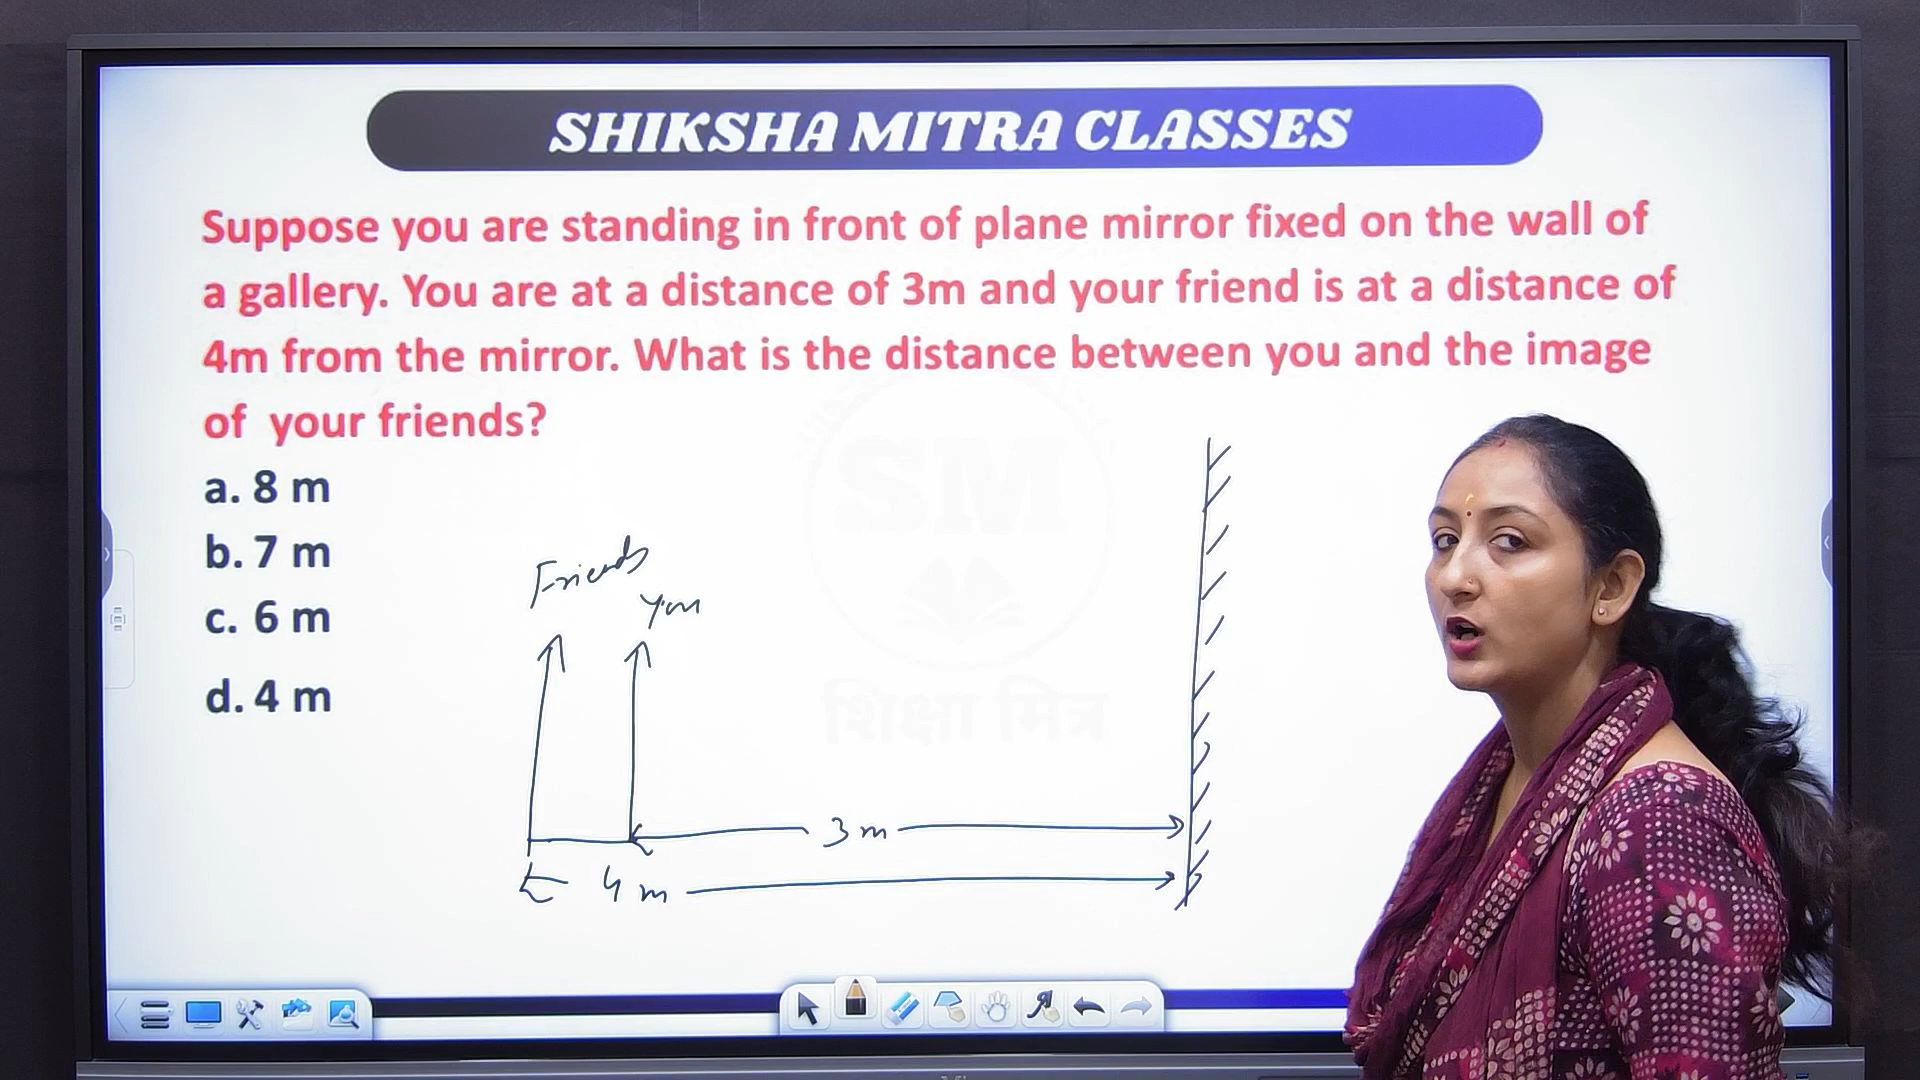 SHIKSHA MITRA CLASSES
Suppose you are standing in front of plane mirror fixed on the wall of
a gallery. You are at a distance of 3m and your friend is at a distance of
4m from the mirror. What is the distance between you and the image
of your friends?
a. 8 m
b. 7 m
c. 6 m
d. 4 m
SM
शिक्षा मित्र
Friends
You
3 m
4 m